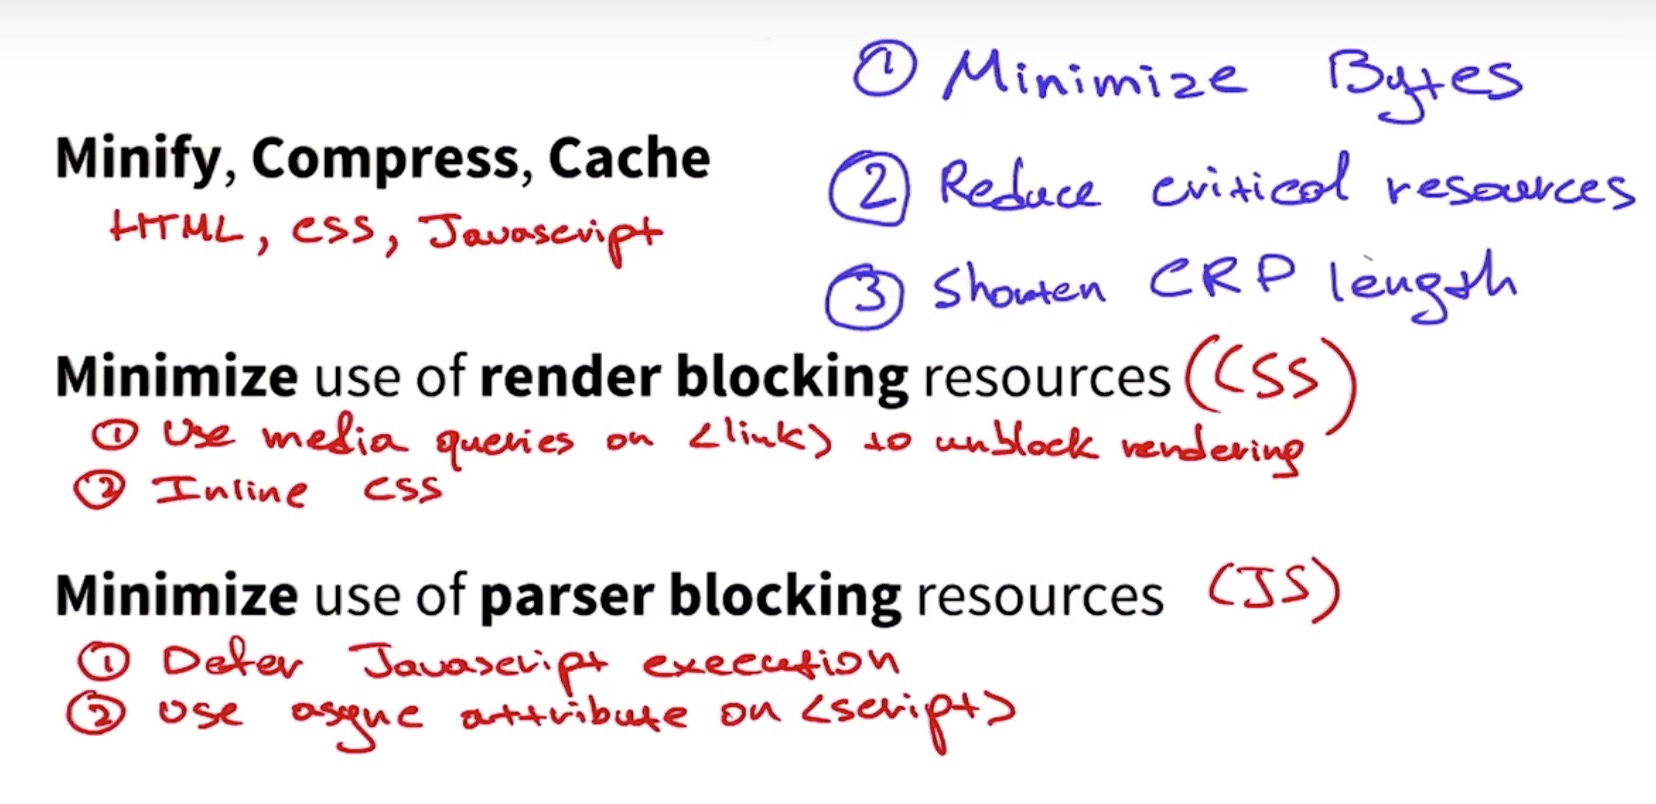 ① Minimize Bytes
Minify, Compress, Cache
② Reduce critical resources
HTML, CSS, Javascript
③ Shorten CRP length
Minimize use of render blocking resources (CSS)
① Use media queries on <link> to unblock rendering
② Inline CSS
Minimize use of parser blocking resources (JS)
① Defer Javascript execution
② Use async attribute on <script>